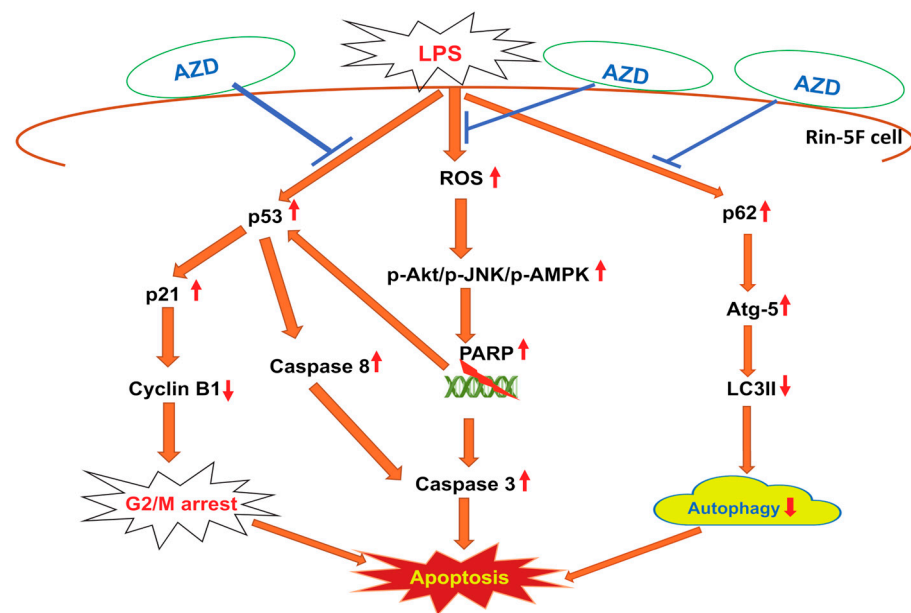 LPS
AZD
AZD
AZD
Rin-5F cell
ROS
p53
p62
p-Akt/p-JNK/p-AMPK
p21
Atg-5
PARP
Caspase 8
Cyclin B1
LC3II
Caspase 3
G2/M arrest
Autophagy
Apoptosis